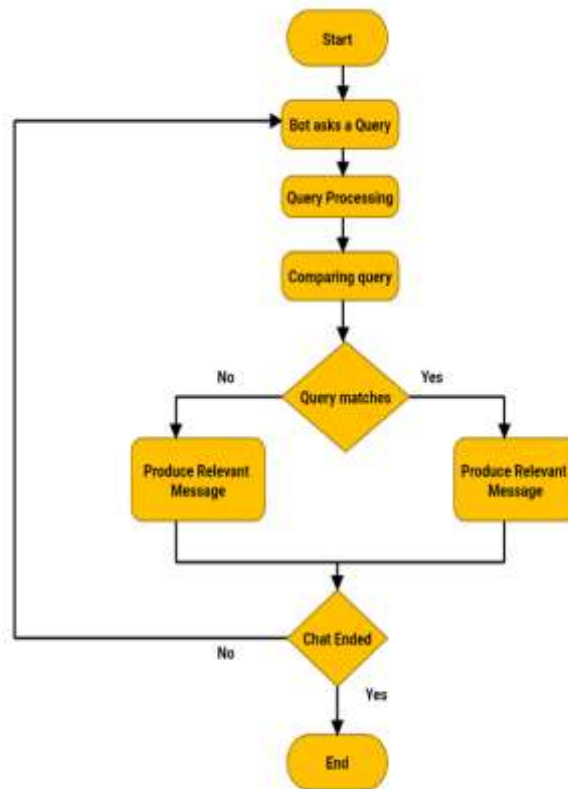 Start
Bot asks a Query
Query Processing
Comparing query
No
Yes
Query matches
Produce Relevant
Message
Produce Relevant
Message
Chat Ended
No
Yes
End